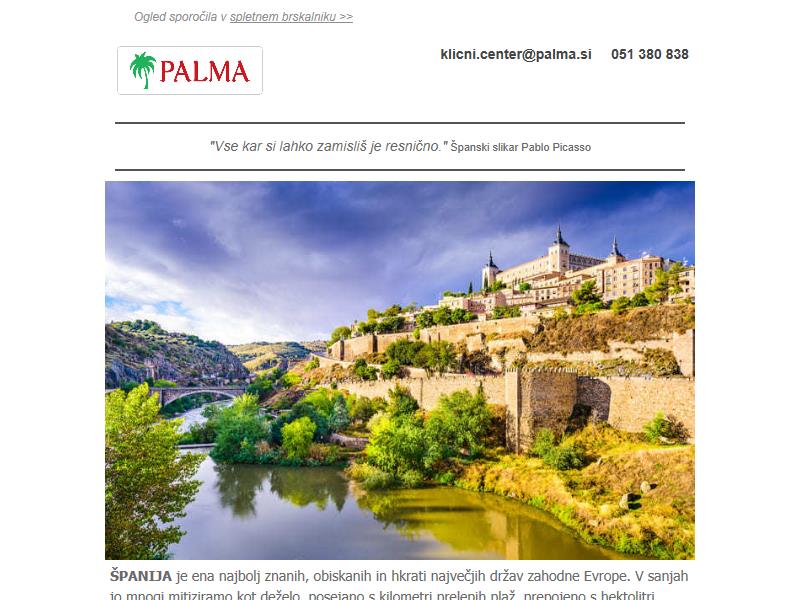 Ogled sporočila v spletnem brskalniku >>
PALMA
klicni.center@palma.si 051 380 838
"Vse kar si lahko zamisliš je resnično." Španski slikar Pablo Picasso
ŠPANIJA je ena najbolj znanih, obiskanih in hkrati največjih držav zahodne Evrope. V sanjah
jo mnogi mitiziramo kot deželo, posejano s kilometri prelepih plaž, prepojeno s hektolitri